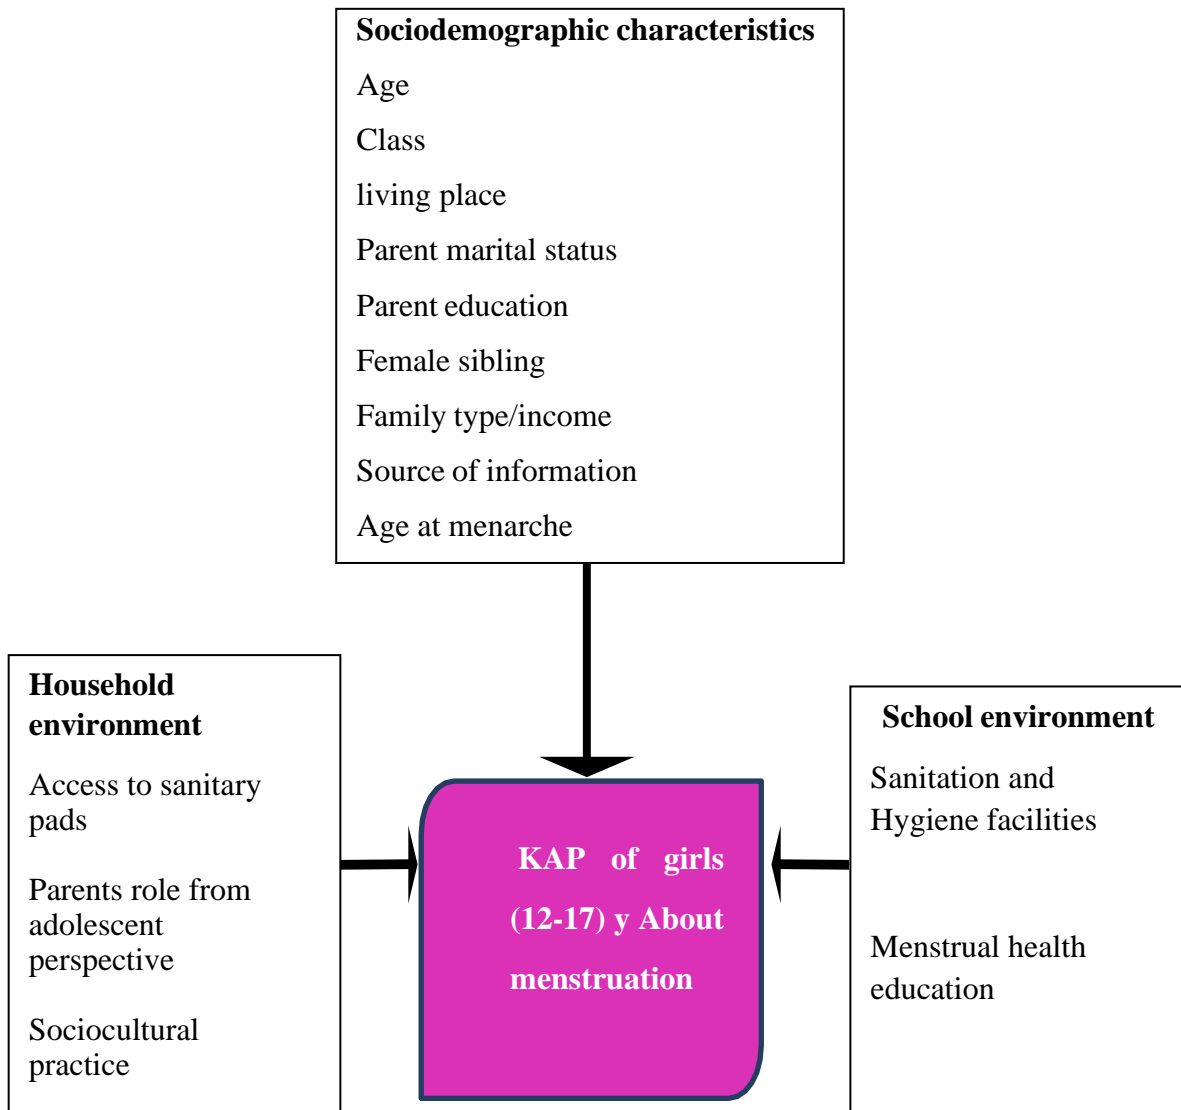 Sociodemographic characteristics
Age
Class
living place
Parent marital status
Parent education
Female sibling
Family type/income
Source of information
Age at menarche
Household
environment
Access to sanitary
pads
Parents role from
adolescent
perspective
Sociocultural
practice
KAP of girls
(12-17) y About
menstruation
School environment
Sanitation and
Hygiene facilities
Menstrual health
education